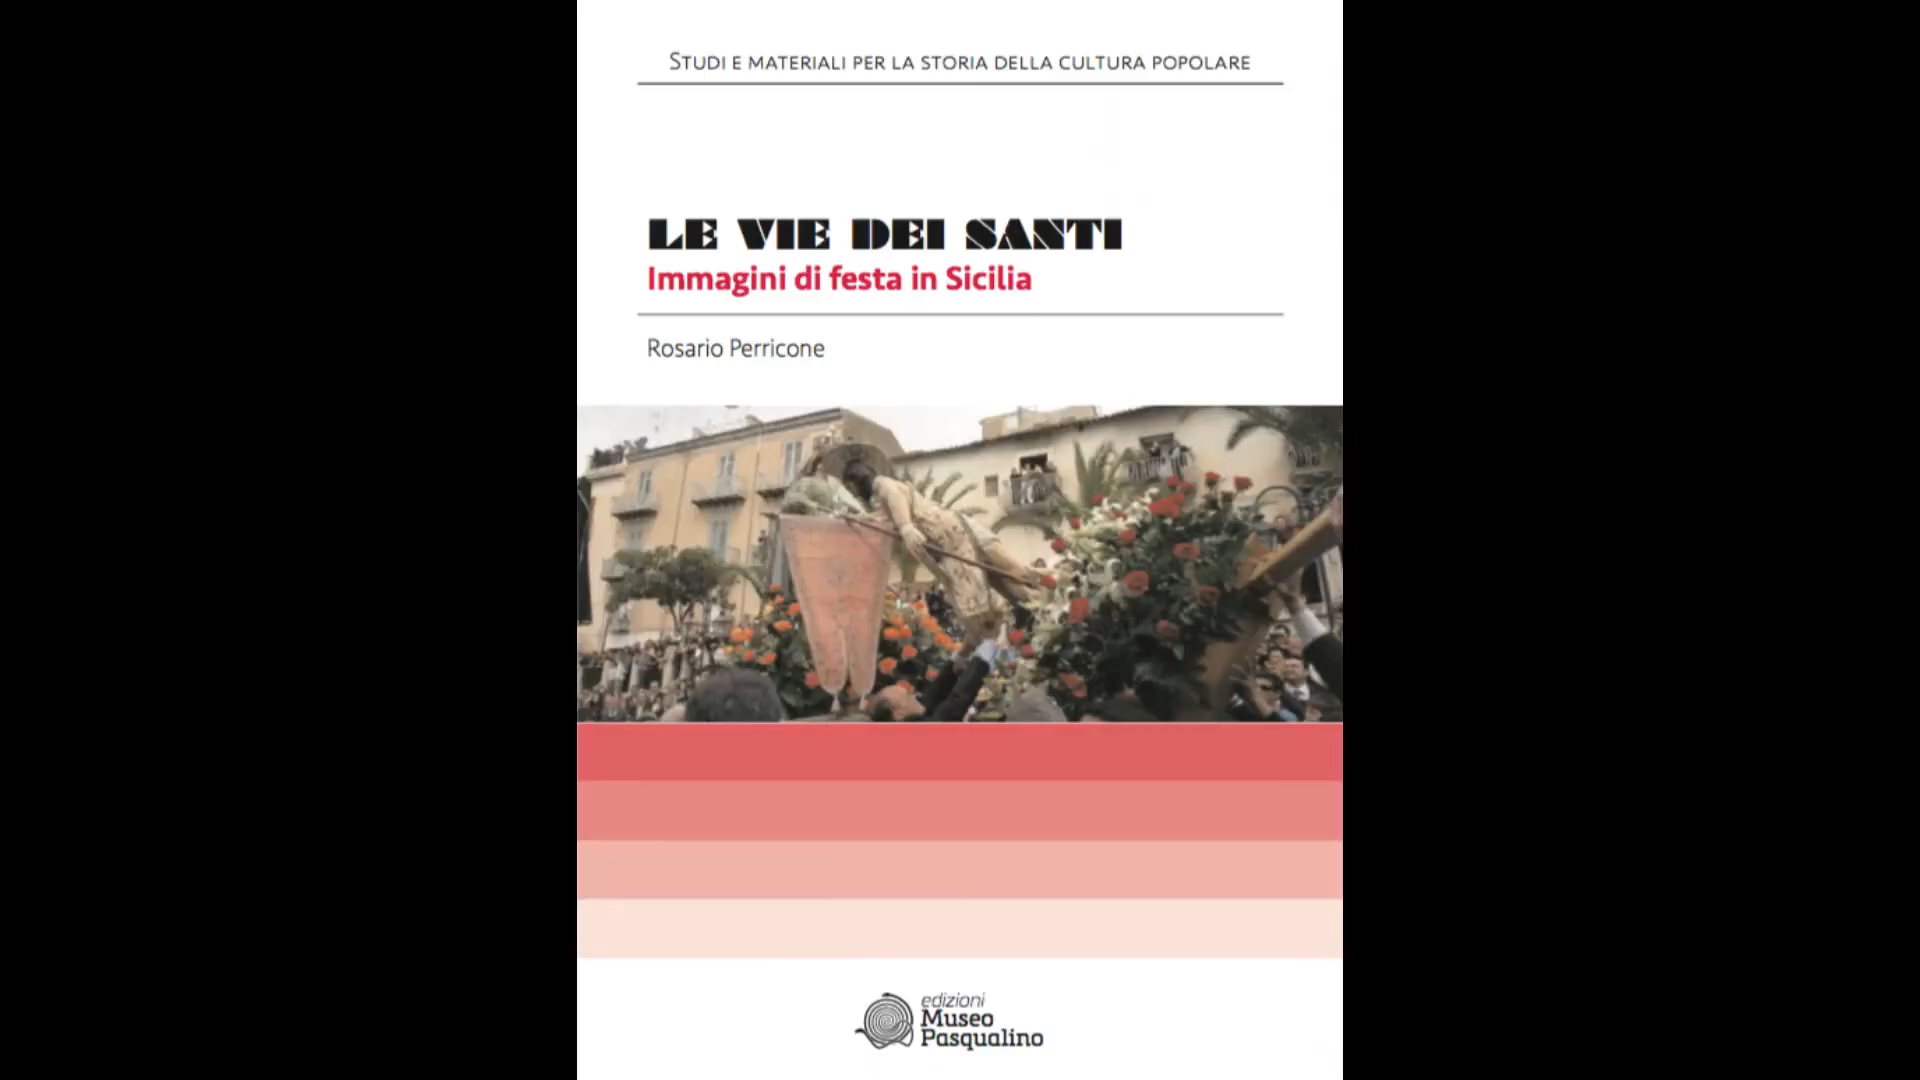 STUDI E MATERIALI PER LA STORIA DELLA CULTURA POPOLARE
LE VIE DEI SANTI
Immagini di festa in Sicilia
Rosario Perricone
edizioni
Museo
Pasqualino